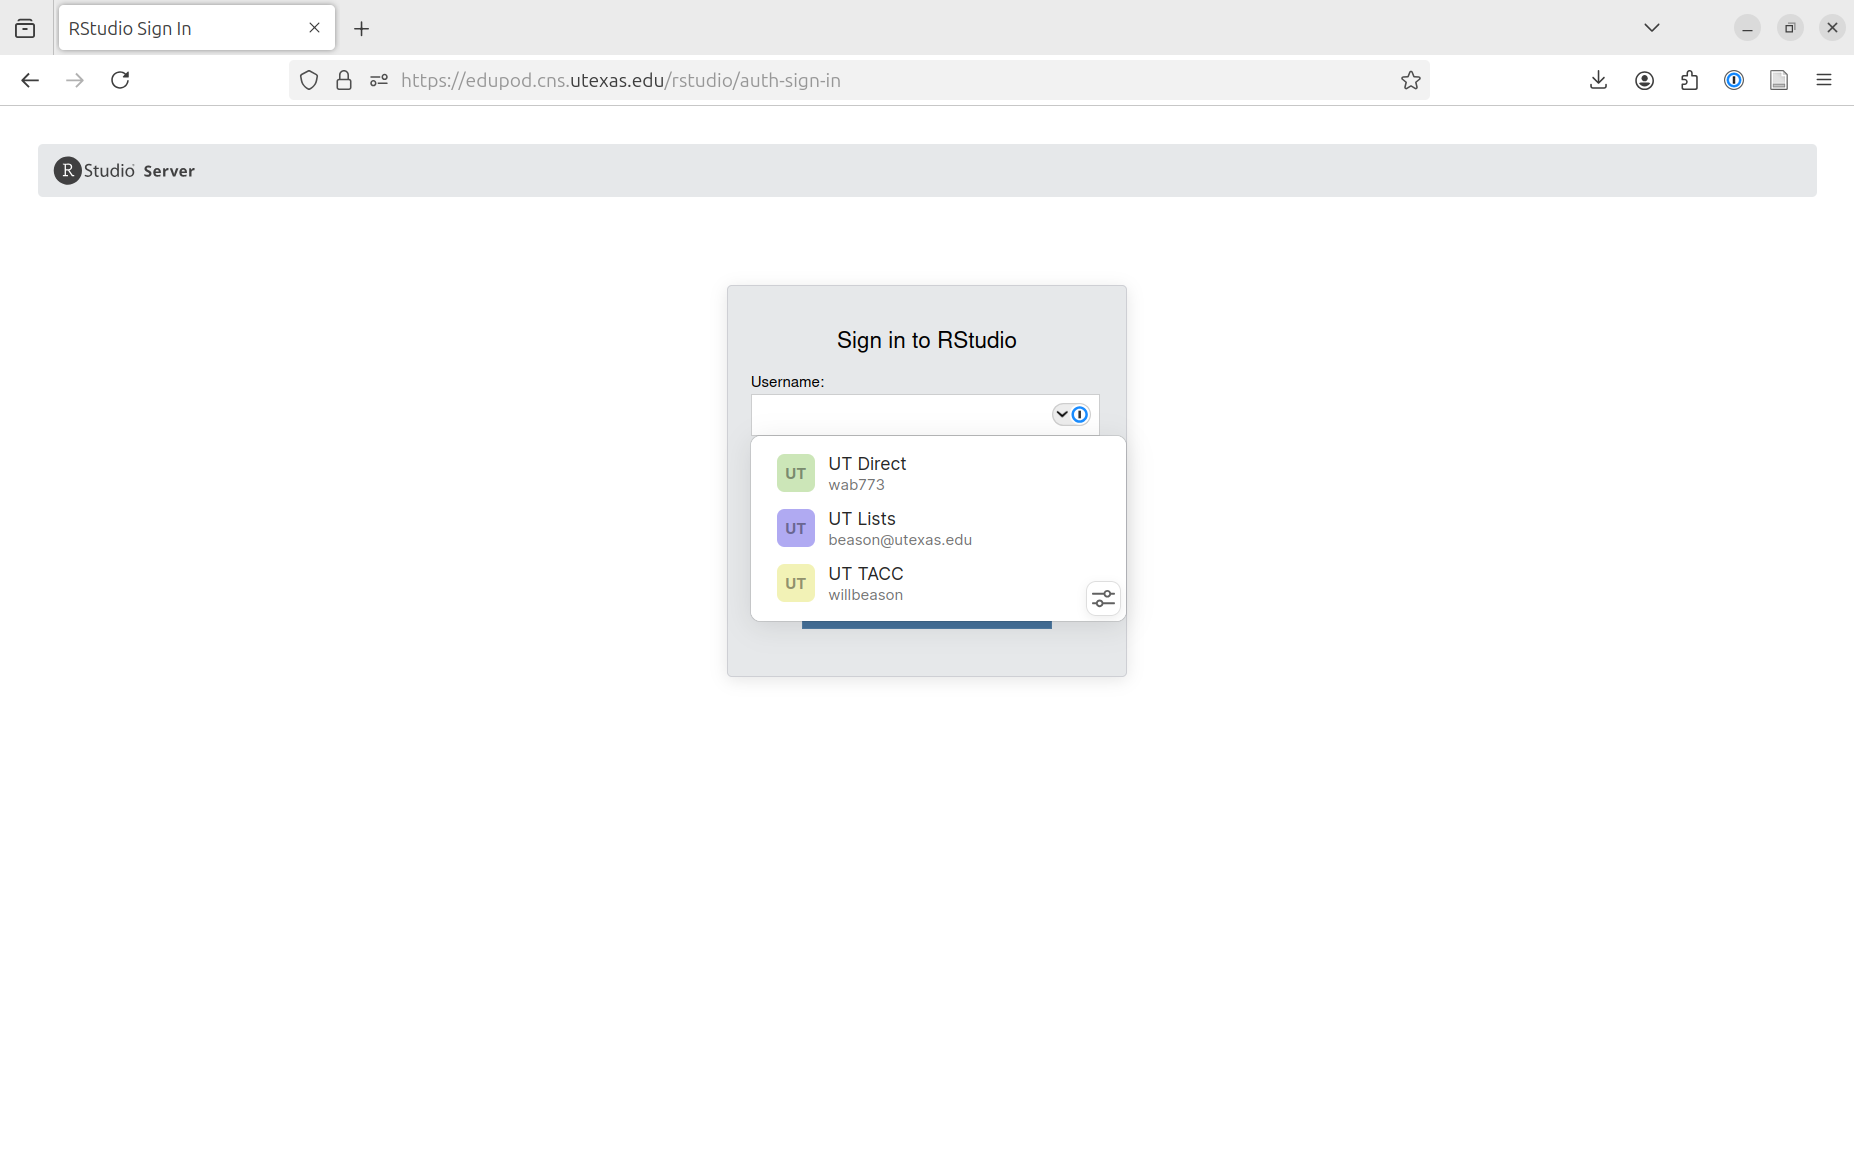 RStudio Sign In
https://edupod.cns.utexas.edu/rstudio/auth-sign-in
R Studio Server
Sign in to RStudio
Username:
UT UT Direct
wab773
UT UT Lists
beason@utexas.edu
UT UT TACC
willbeason